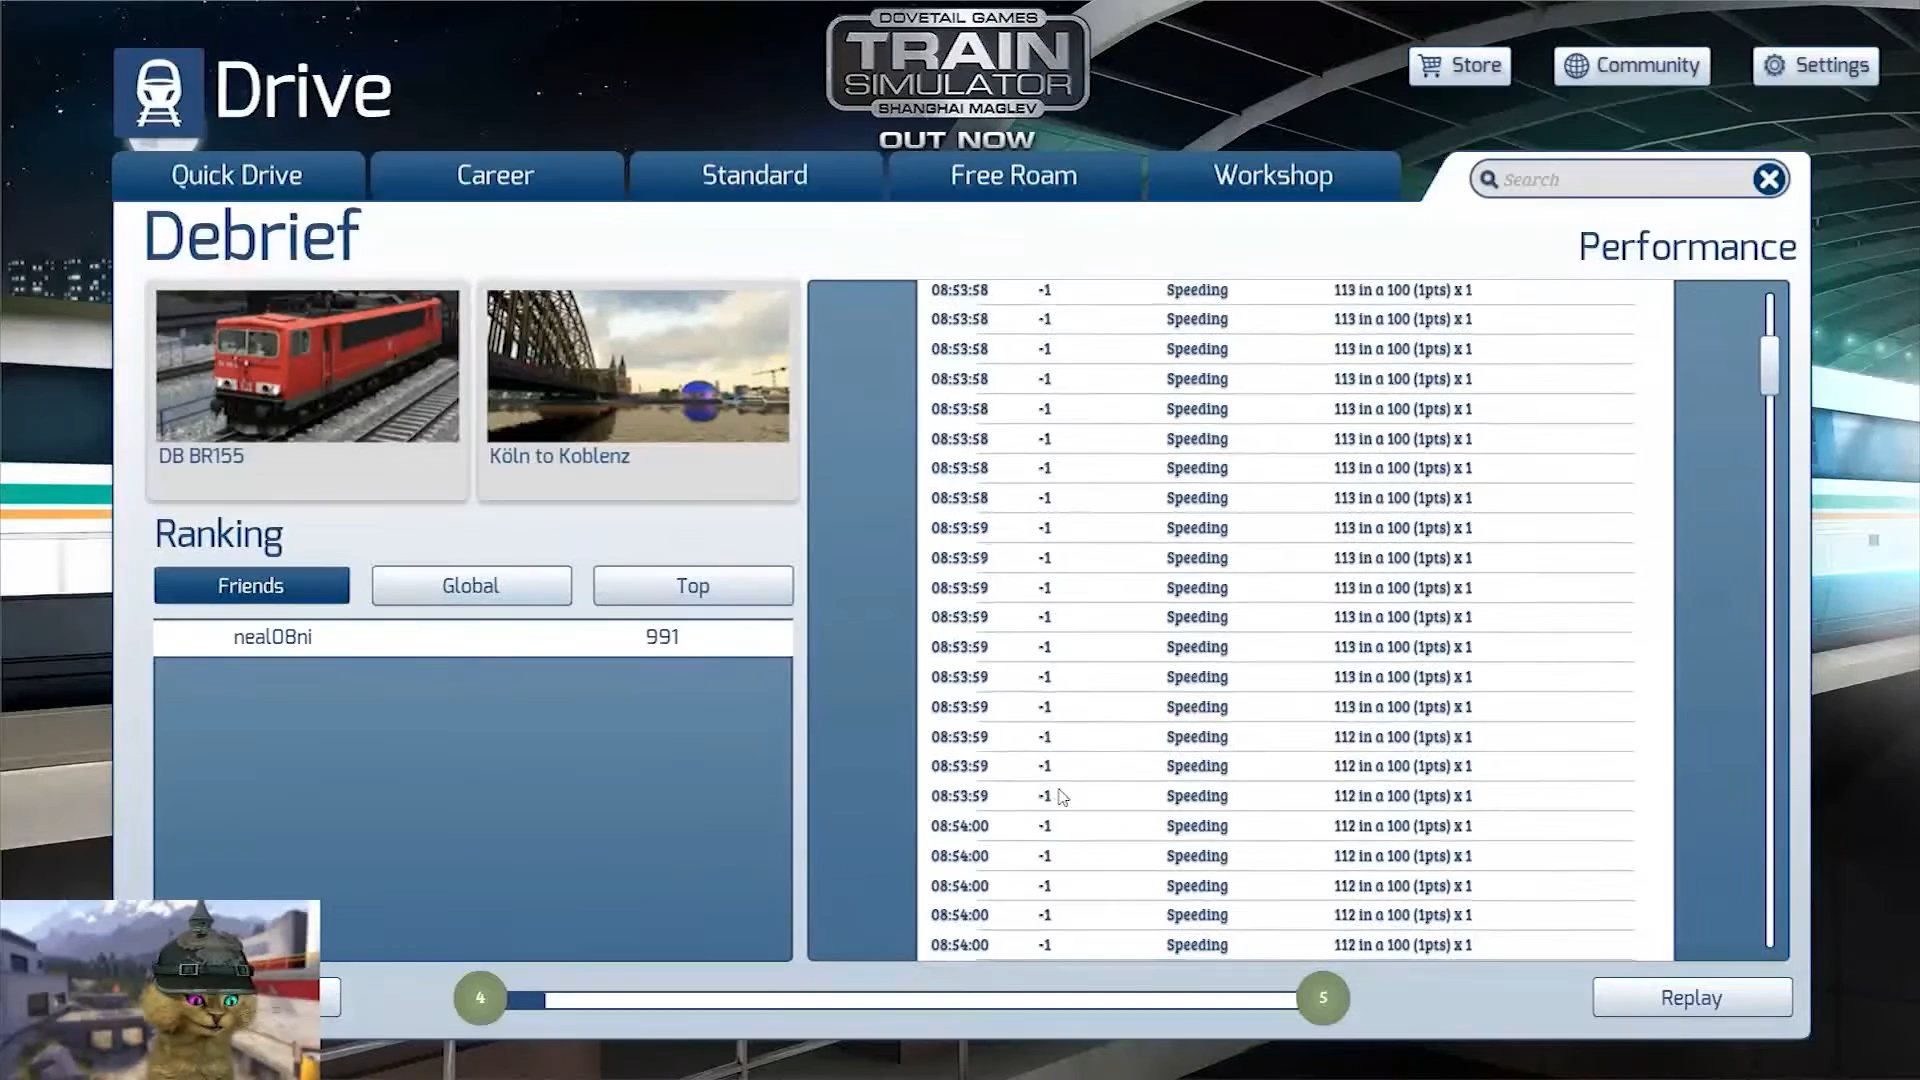 DOVETAIL GAMES
TRAIN
SIMULATOR
SHANGHAI MAGLEV
OUT NOW
Drive
Store
Community
Settings
Quick Drive
Career
Standard
Free Roam
Workshop
Search
Debrief
Performance
DB BR155
Köln to Koblenz
Ranking
Friends
Global
Top
neal08ni 991
08:53:58 -1 Speeding 113 in a 100 (1pts) x 1
08:53:58 -1 Speeding 113 in a 100 (1pts) x 1
08:53:58 -1 Speeding 113 in a 100 (1pts) x 1
08:53:58 -1 Speeding 113 in a 100 (1pts) x 1
08:53:58 -1 Speeding 113 in a 100 (1pts) x 1
08:53:58 -1 Speeding 113 in a 100 (1pts) x 1
08:53:58 -1 Speeding 113 in a 100 (1pts) x 1
08:53:58 -1 Speeding 113 in a 100 (1pts) x 1
08:53:59 -1 Speeding 113 in a 100 (1pts) x 1
08:53:59 -1 Speeding 113 in a 100 (1pts) x 1
08:53:59 -1 Speeding 113 in a 100 (1pts) x 1
08:53:59 -1 Speeding 113 in a 100 (1pts) x 1
08:53:59 -1 Speeding 113 in a 100 (1pts) x 1
08:53:59 -1 Speeding 113 in a 100 (1pts) x 1
08:53:59 -1 Speeding 113 in a 100 (1pts) x 1
08:53:59 -1 Speeding 112 in a 100 (1pts) x 1
08:53:59 -1 Speeding 112 in a 100 (1pts) x 1
08:53:59 -1 Speeding 112 in a 100 (1pts) x 1
08:54:00 -1 Speeding 112 in a 100 (1pts) x 1
08:54:00 -1 Speeding 112 in a 100 (1pts) x 1
08:54:00 -1 Speeding 112 in a 100 (1pts) x 1
08:54:00 -1 Speeding 112 in a 100 (1pts) x 1
08:54:00 -1 Speeding 112 in a 100 (1pts) x 1
4
5
Replay